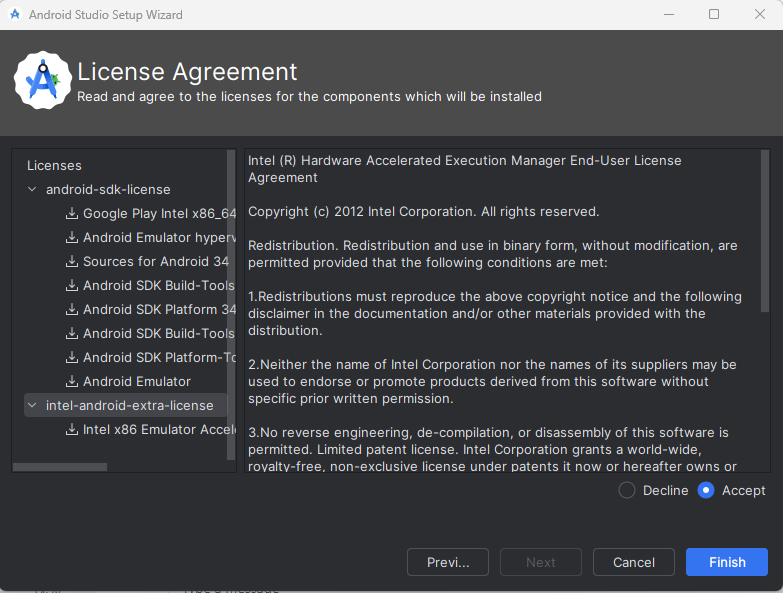 Android Studio Setup Wizard
License Agreement
Read and agree to the licenses for the components which will be installed
Licenses
android-sdk-license
Google Play Intel x86_64
Android Emulator hyperv
Sources for Android 34
Android SDK Build-Tools
Android SDK Platform 34
Android SDK Build-Tools
Android SDK Platform-To
Android Emulator
intel-android-extra-license
Intel x86 Emulator Accel
Intel (R) Hardware Accelerated Execution Manager End-User License
Agreement
Copyright (c) 2012 Intel Corporation. All rights reserved.
Redistribution. Redistribution and use in binary form, without modification, are
permitted provided that the following conditions are met:
1.Redistributions must reproduce the above copyright notice and the following
disclaimer in the documentation and/or other materials provided with the
distribution.
2.Neither the name of Intel Corporation nor the names of its suppliers may be
used to endorse or promote products derived from this software without
specific prior written permission.
3.No reverse engineering, de-compilation, or disassembly of this software is
permitted. Limited patent license. Intel Corporation grants a world-wide,
royalty-free, non-exclusive license under patents it now or hereafter owns or
Decline
Accept
Previ...
Next
Cancel
Finish